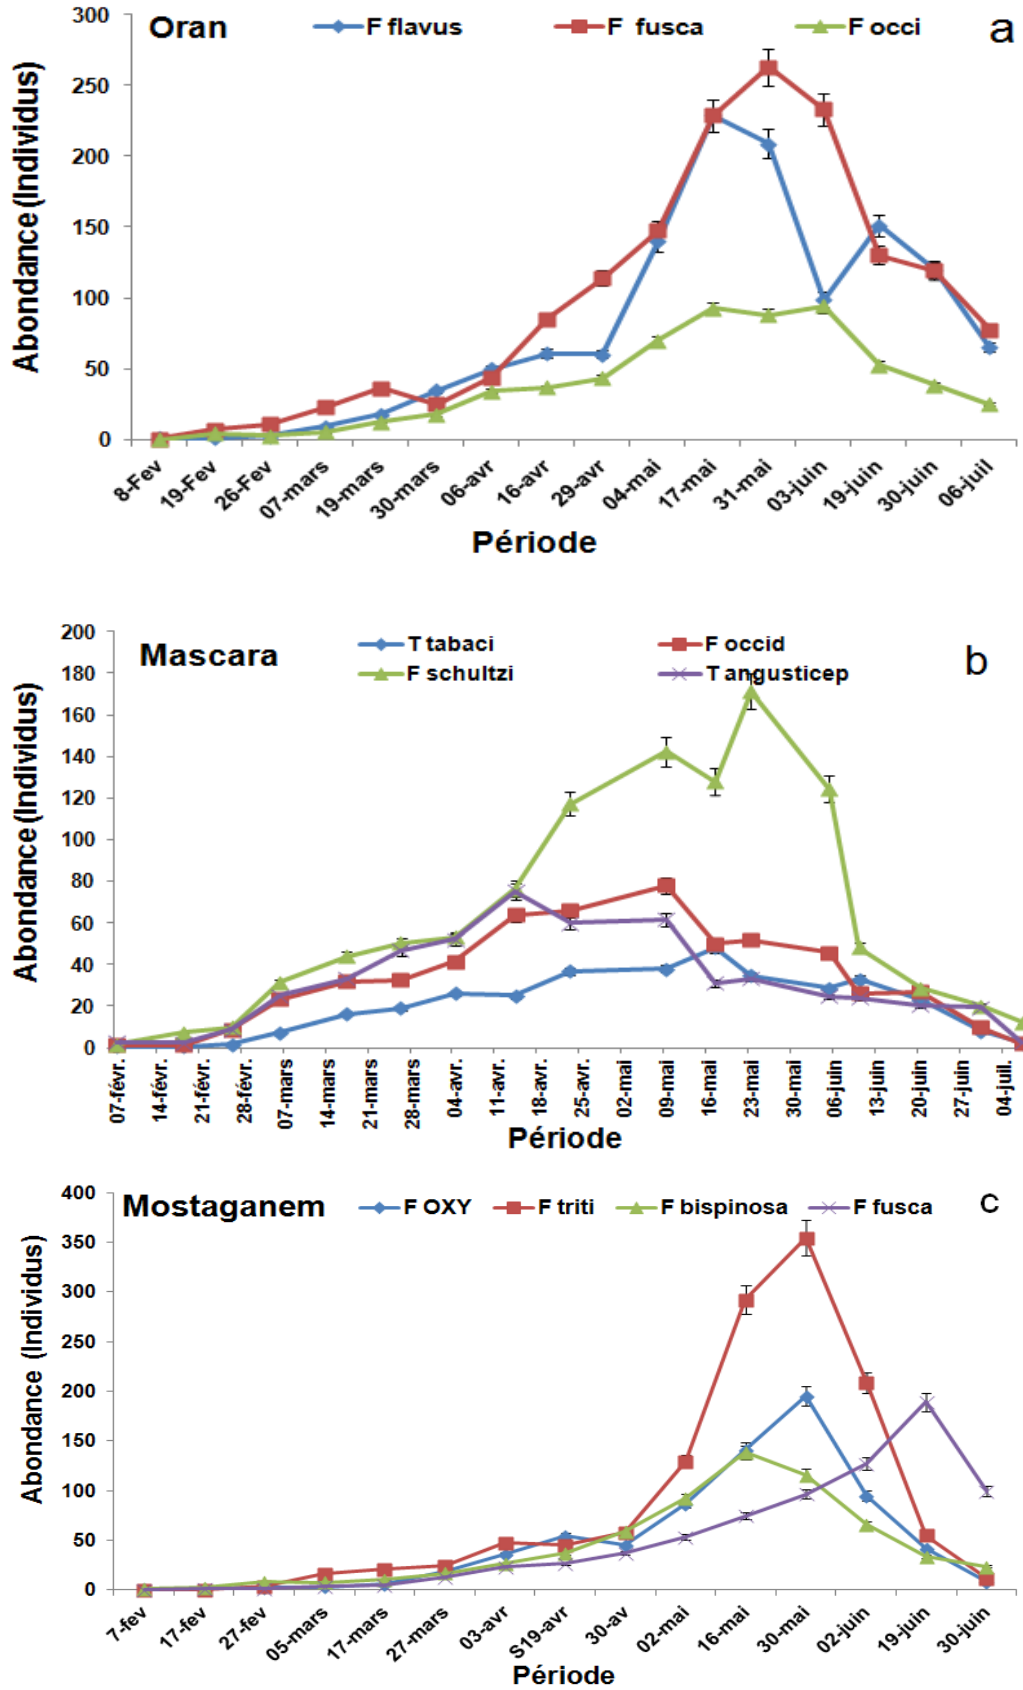 Oran
F flavus
F fusca
F occi
a
Abondance (Individus)
300
250
200
150
100
50
0
8-Fev
19-Fev
26-Fev
07-mars
19-mars
30-mars
06-avr
16-avr
29-avr
04-mai
17-mai
31-mai
03-juin
19-juin
30-juin
06-juil
Période
Mascara
T tabaci
F occid
F schultzi
T angusticep
b
Abondance (Individus)
200
180
160
140
120
100
80
60
40
20
0
07-févr.
14-févr.
21-févr.
28-févr.
07-mars
14-mars
21-mars
28-mars
04-avr.
11-avr.
18-avr.
25-avr.
02-mai
09-mai
16-mai
23-mai
30-mai
06-juin
13-juin
20-juin
27-juin
04-juil.
Période
Mostaganem
F OXY
F triti
F bispinosa
F fusca
c
Abondance (Individus)
400
350
300
250
200
150
100
50
0
7-fev
17-fev
27-fev
05-mars
17-mars
27-mars
03-avr
S19-avr
30-av
02-mai
16-mai
30-mai
02-juin
19-juin
30-juin
Période